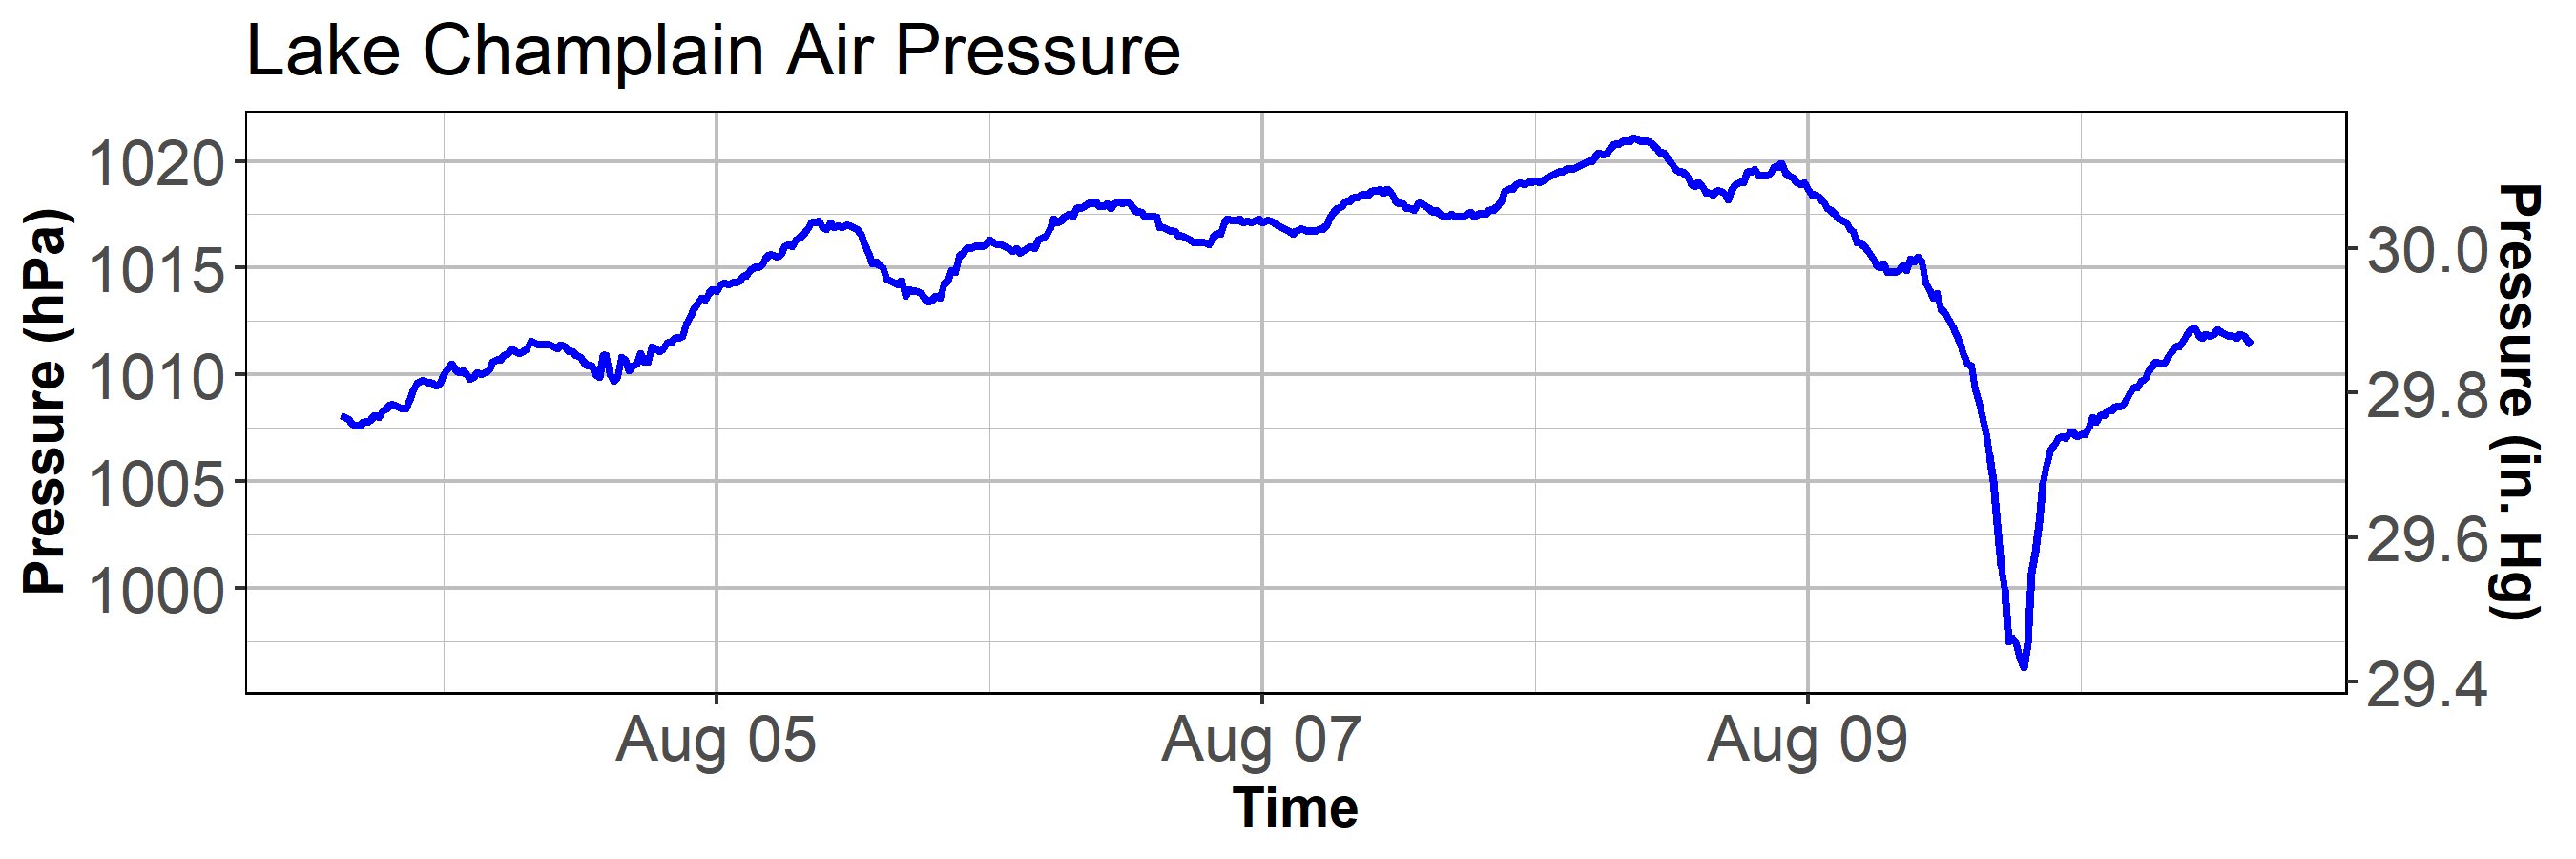 Lake Champlain Air Pressure
Pressure (hPa)
1020
1015
1010
1005
1000
30.0
29.8
29.6
29.4
Pressure (in. Hg)
Aug 05
Aug 07
Aug 09
Time